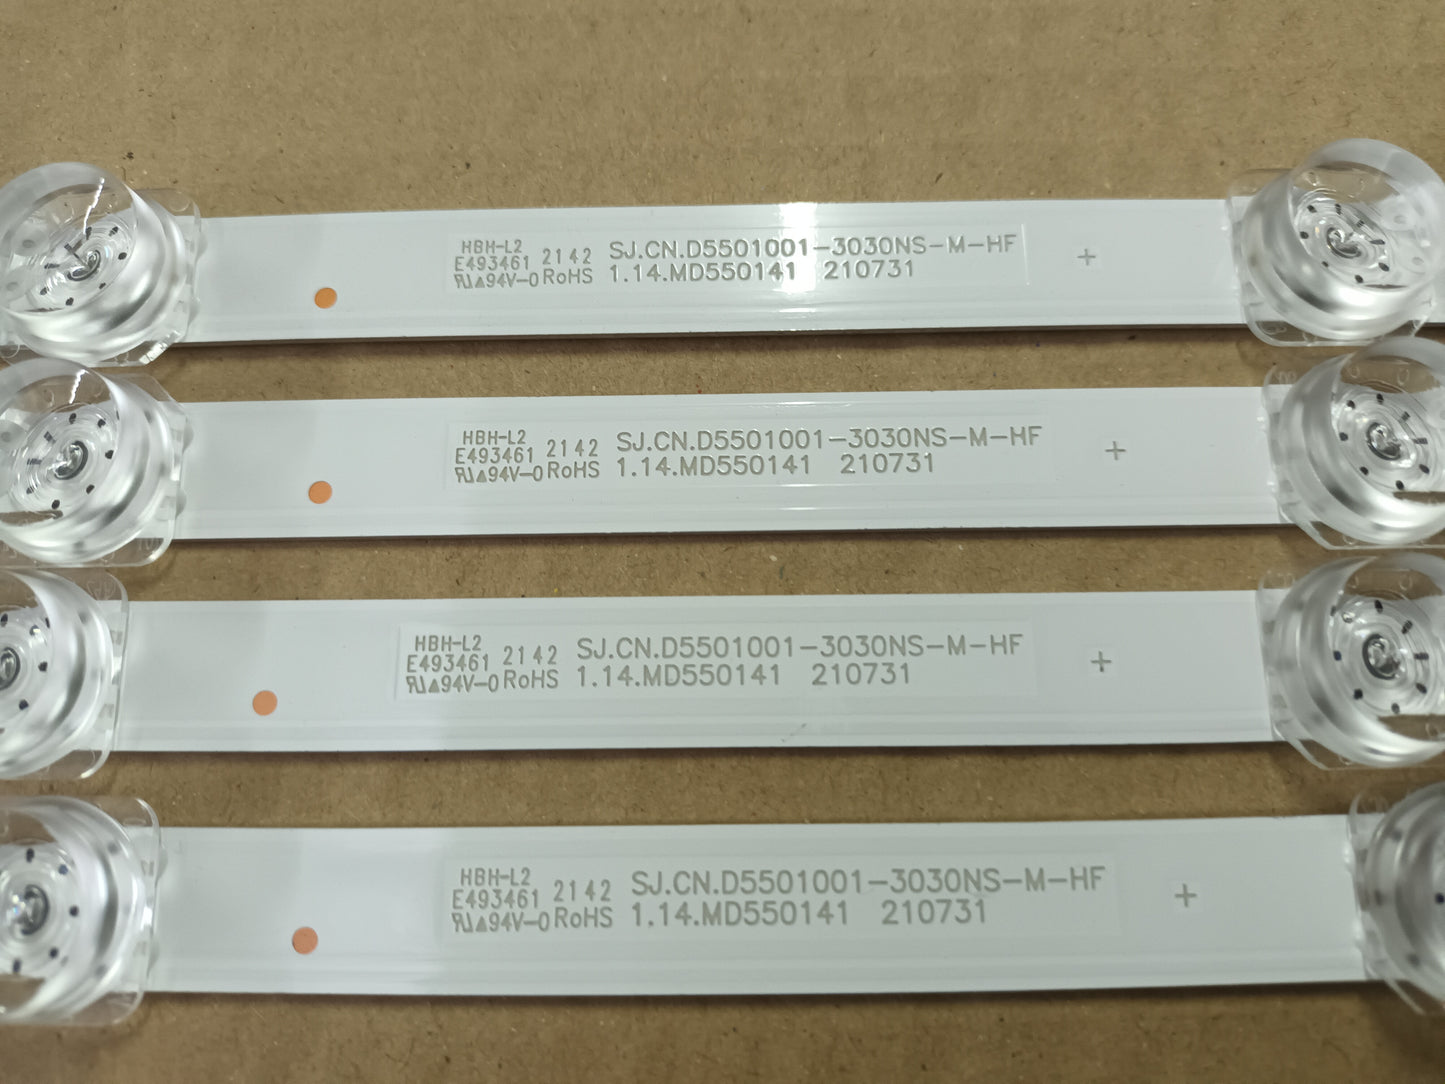 HBH-L2
E493461 2142 SJ.CN.D5501001-3030NS-M-HF
94V-0 RoHS 1.14.MD550141 210731
+
HBH-L2
E493461 2142 SJ.CN.D5501001-3030NS-M-HF
94V-0 RoHS 1.14.MD550141 210731
+
HBH-L2
E493461 2142 SJ.CN.D5501001-3030NS-M-HF
94V-0 RoHS 1.14.MD550141 210731
+
HBH-L2
E493461 2142 SJ.CN.D5501001-3030NS-M-HF
94V-0 RoHS 1.14.MD550141 210731
+